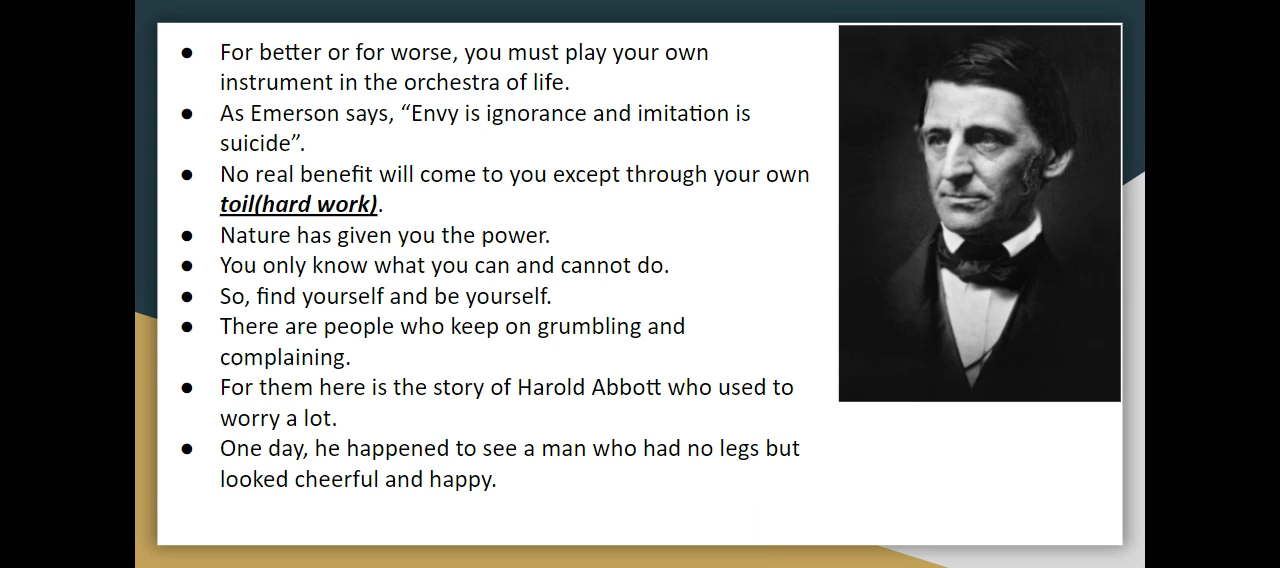 ● For better or for worse, you must play your own
instrument in the orchestra of life.
● As Emerson says, “Envy is ignorance and imitation is
suicide”.
● No real benefit will come to you except through your own
toil(hard work).
● Nature has given you the power.
● You only know what you can and cannot do.
● So, find yourself and be yourself.
● There are people who keep on grumbling and
complaining.
● For them here is the story of Harold Abbott who used to
worry a lot.
● One day, he happened to see a man who had no legs but
looked cheerful and happy.